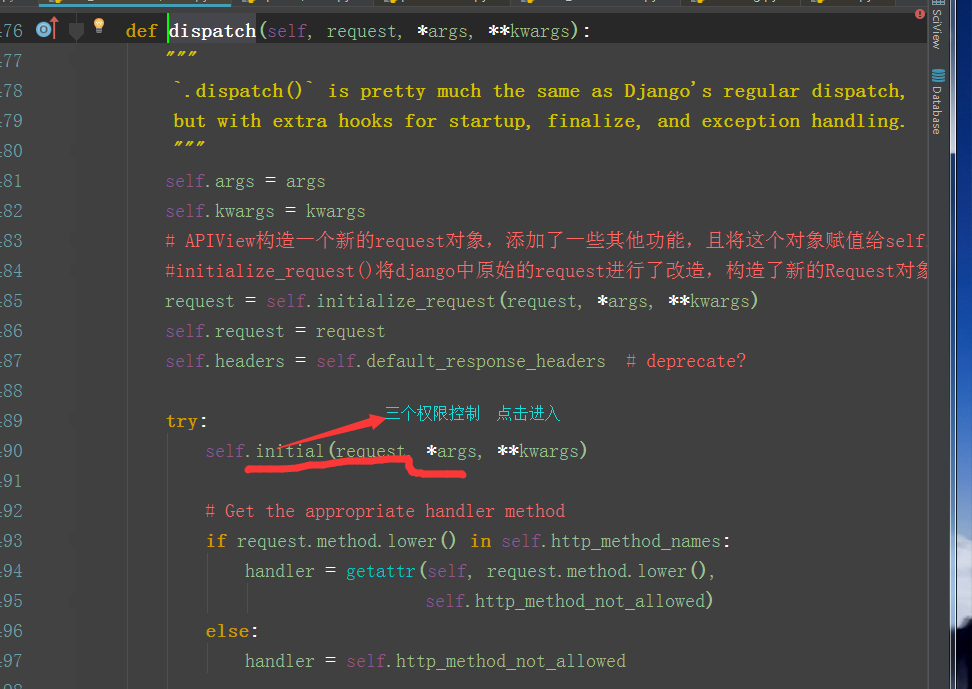 76 def dispatch(self, request, *args, **kwargs):
77 """
78 `.dispatch()` is pretty much the same as Django's regular dispatch,
79 but with extra hooks for startup, finalize, and exception handling.
80 """
81 self.args = args
82 self.kwargs = kwargs
83 # APIView构造一个新的request对象，添加了一些其他功能，且将这个对象赋值给self
84 #initialize_request()将django中原始的request进行了改造，构造了新的Request对象
85 request = self.initialize_request(request, *args, **kwargs)
86 self.request = request
87 self.headers = self.default_response_headers  # deprecate?
88
三个权限控制 点击进入
89 try:
90 self.initial(request, *args, **kwargs)
91
92 # Get the appropriate handler method
93 if request.method.lower() in self.http_method_names:
94 handler = getattr(self, request.method.lower(),
95 self.http_method_not_allowed)
96 else:
97 handler = self.http_method_not_allowed
SciView
Database